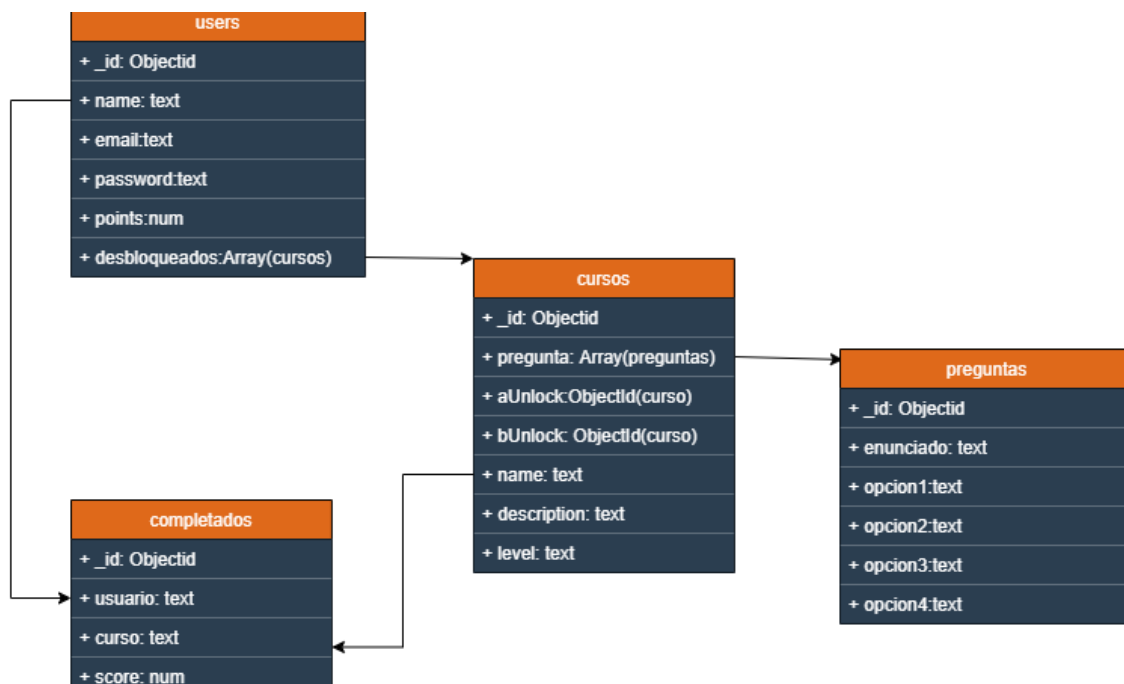 users
+ _id: Objectid
+ name: text
+ email:text
+ password:text
+ points:num
+ desbloqueados:Array(cursos)
cursos
+ _id: Objectid
+ pregunta: Array(preguntas)
+ aUnlock:ObjectId(curso)
+ bUnlock: ObjectId(curso)
+ name: text
+ description: text
+ level: text
preguntas
+ _id: Objectid
+ enunciado: text
+ opcion1:text
+ opcion2:text
+ opcion3:text
+ opcion4:text
completados
+ _id: Objectid
+ usuario: text
+ curso: text
+ score: num